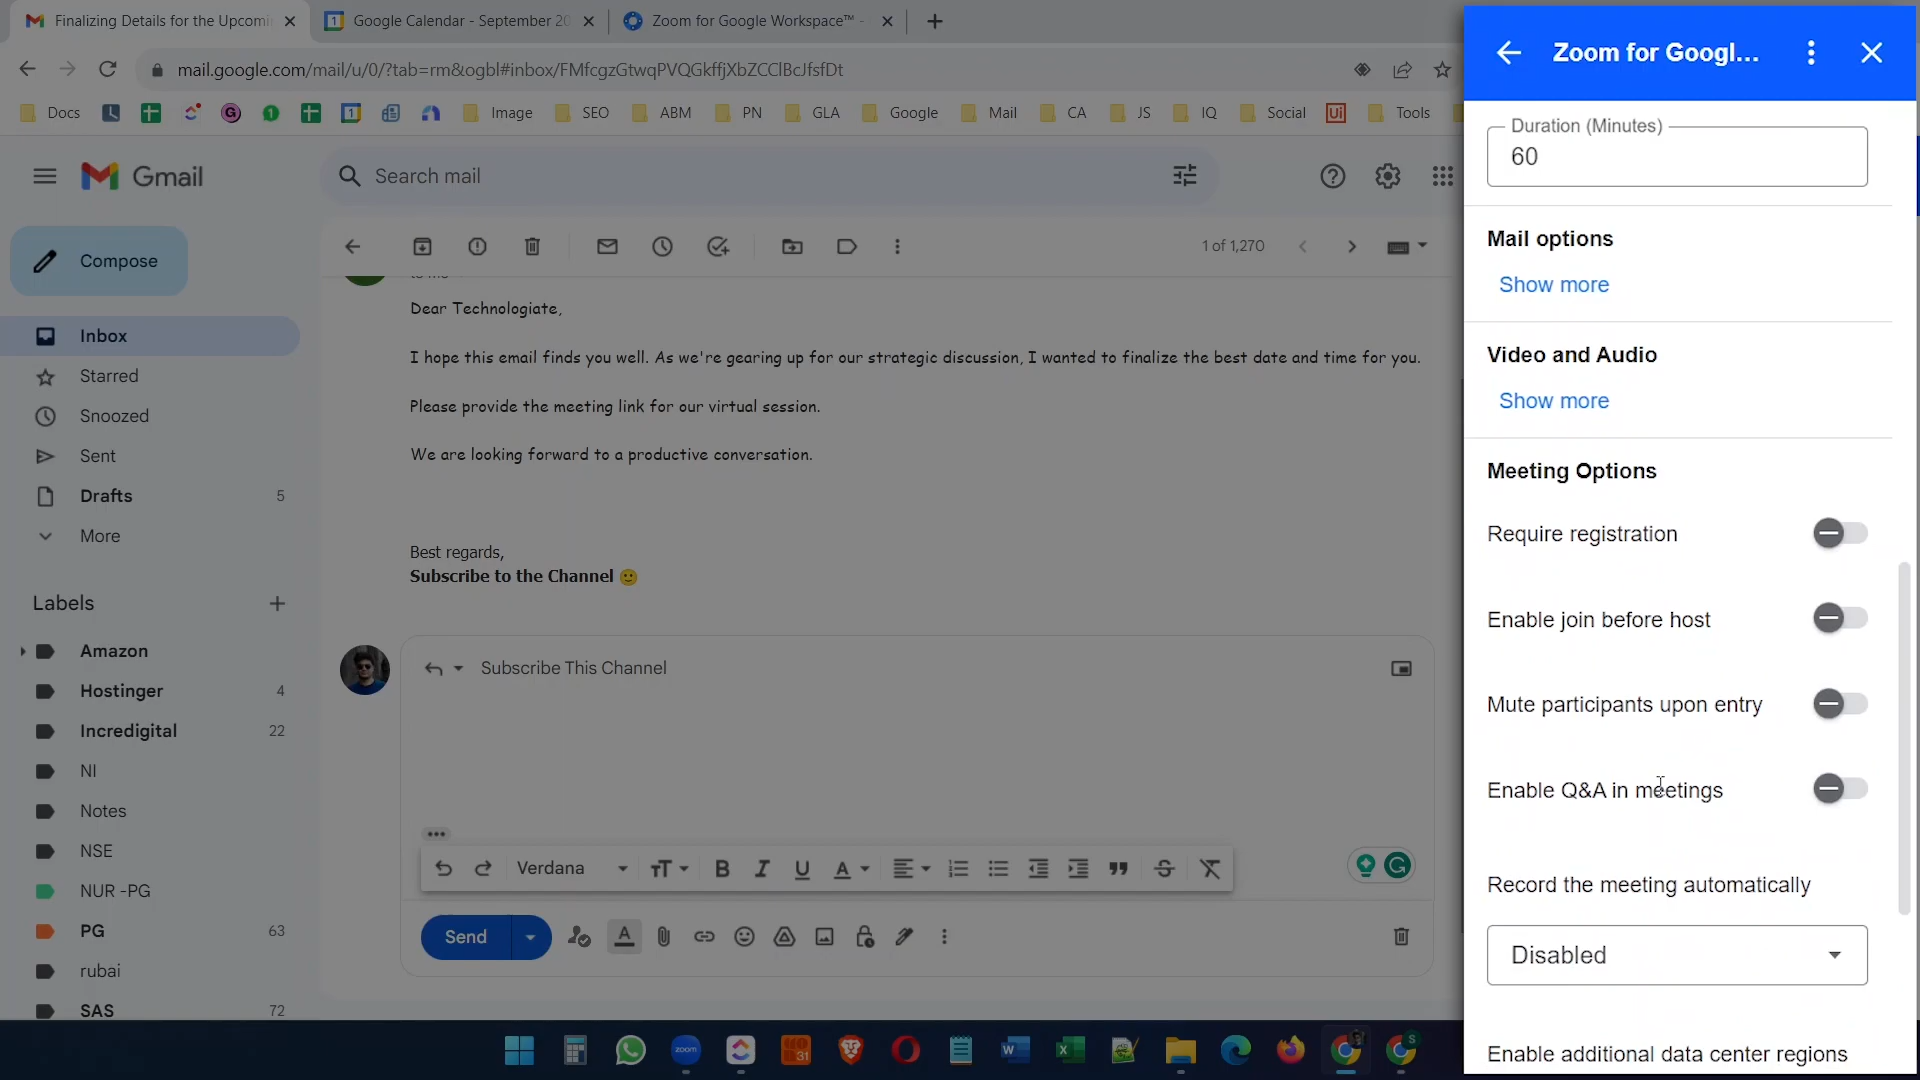 Finalizing Details for the Upcomi
Google Calendar - September 20
Zoom for Google Workspace™ -
mail.google.com/mail/u/0/?tab=rm&ogbl#inbox/FMfcgzGtwqPVQGkffjXbZCClBcJfsfDt
Docs
Image
SEO
ABM
PN
GLA
Google
Mail
CA
JS
IQ
Social
Tools
Gmail
Search mail
Compose
1 of 1,270
Inbox
Starred
Snoozed
Sent
Drafts 5
More
Labels
Amazon
Hostinger 4
Incredigital 22
NI
Notes
NSE
NUR -PG
PG 63
rubai
SAS 72
Dear Technologiate,
I hope this email finds you well. As we're gearing up for our strategic discussion, I wanted to finalize the best date and time for you.
Please provide the meeting link for our virtual session.
We are looking forward to a productive conversation.
Best regards,
Subscribe to the Channel 🙂
Subscribe This Channel
Verdana
Send
Zoom for Googl...
Duration (Minutes)
60
Mail options
Show more
Video and Audio
Show more
Meeting Options
Require registration
Enable join before host
Mute participants upon entry
Enable Q&A in meetings
Record the meeting automatically
Disabled
Enable additional data center regions